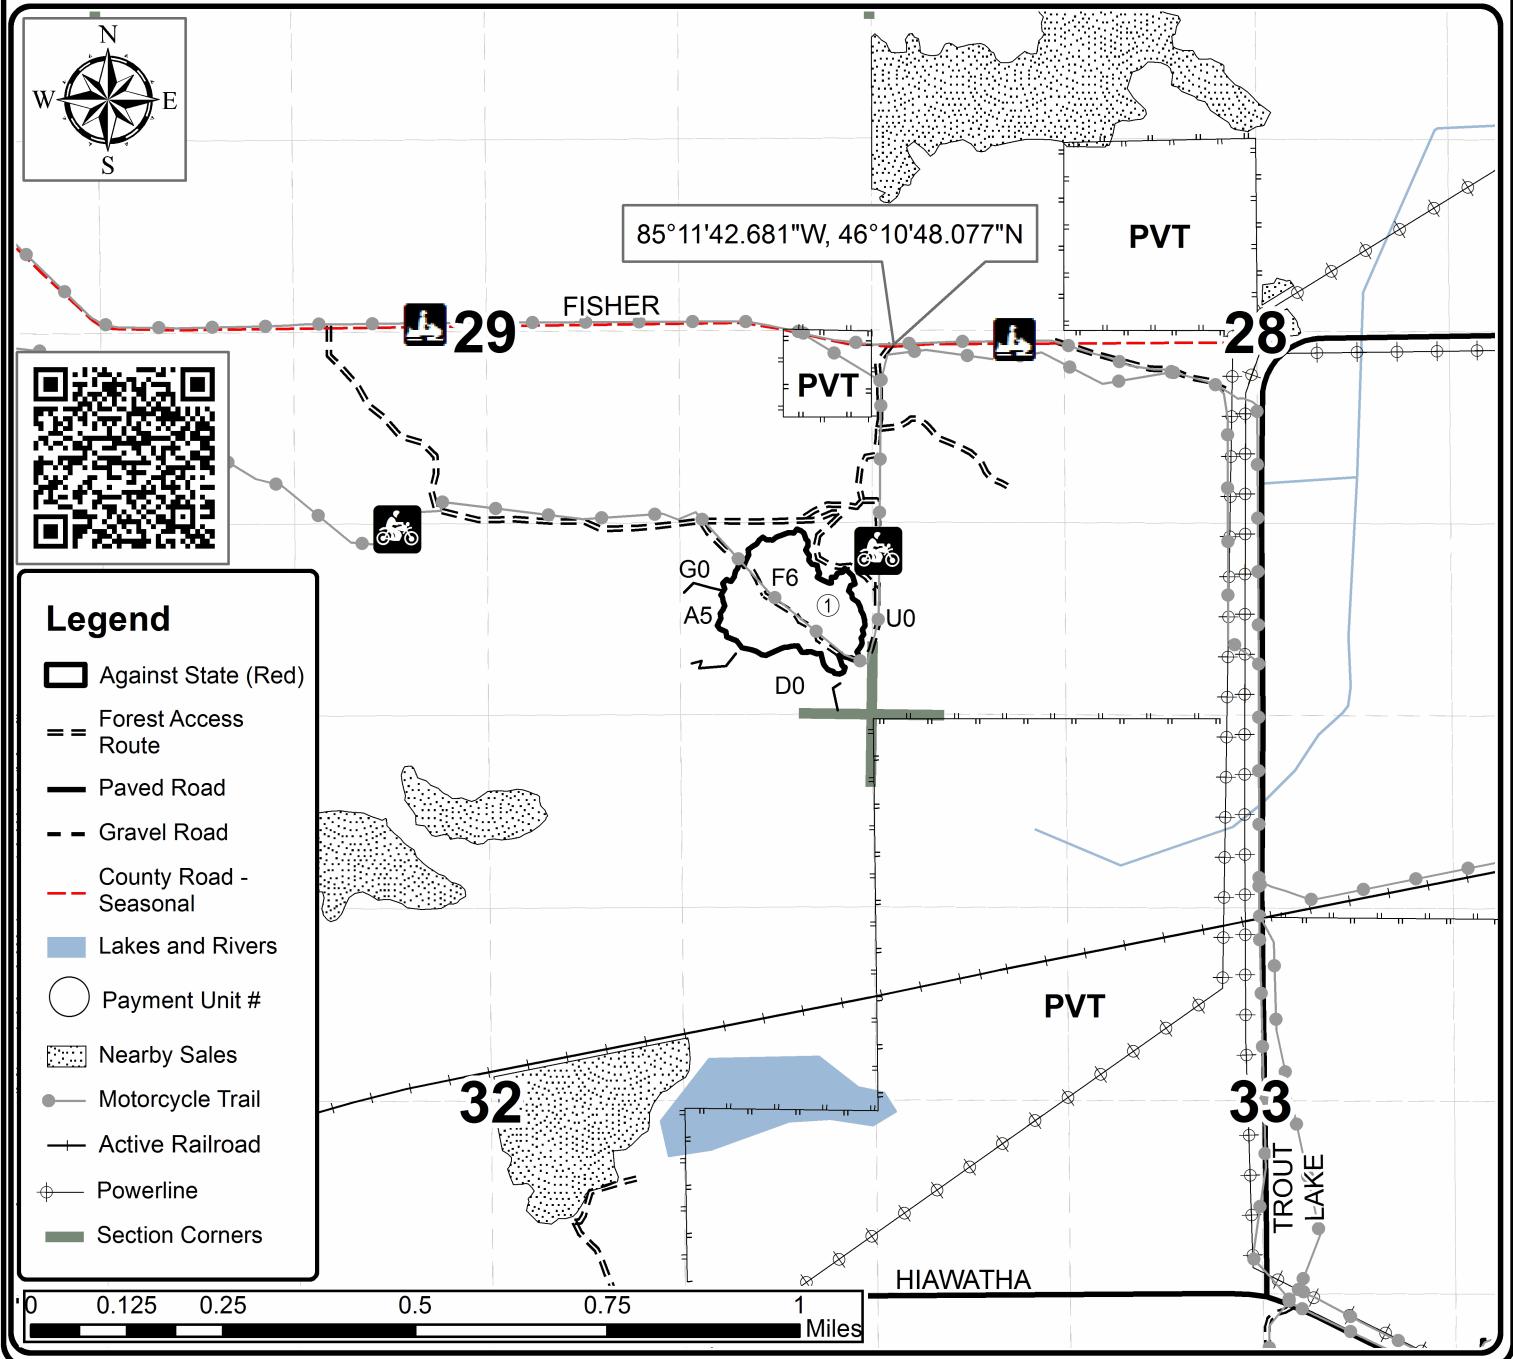 N
W E
S
85°11'42.681"W, 46°10'48.077"N
PVT
FISHER
29
28
PVT
G0
F6
A5
1
U0
D0
Legend
Against State (Red)
Forest Access
Route
Paved Road
Gravel Road
County Road -
Seasonal
Lakes and Rivers
Payment Unit #
Nearby Sales
Motorcycle Trail
Active Railroad
Powerline
Section Corners
PVT
32
33
TROUT
LAKE
HIAWATHA
0 0.125 0.25 0.5 0.75 1
Miles